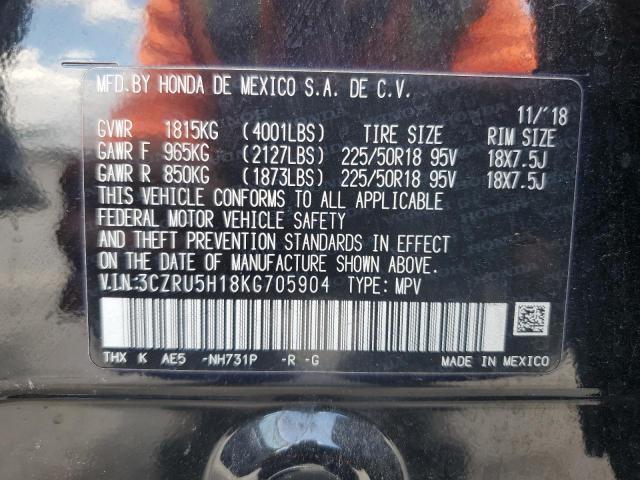 MFD.BY HONDA DE MEXICO S.A. DE C.V.
11/'18
GVWR 1815KG (4001LBS) TIRE SIZE RIM SIZE
GAWR F 965KG (2127LBS) 225/50R18 95V 18X7.5J
GAWR R 850KG (1873LBS) 225/50R18 95V 18X7.5J
THIS VEHICLE CONFORMS TO ALL APPLICABLE
FEDERAL MOTOR VEHICLE SAFETY
AND THEFT PREVENTION STANDARDS IN EFFECT
ON THE DATE OF MANUFACTURE SHOWN ABOVE.
V.I.N:3CZRU5H18KG705904 TYPE: MPV
THX K AE5 -NH731P -R -G MADE IN MEXICO